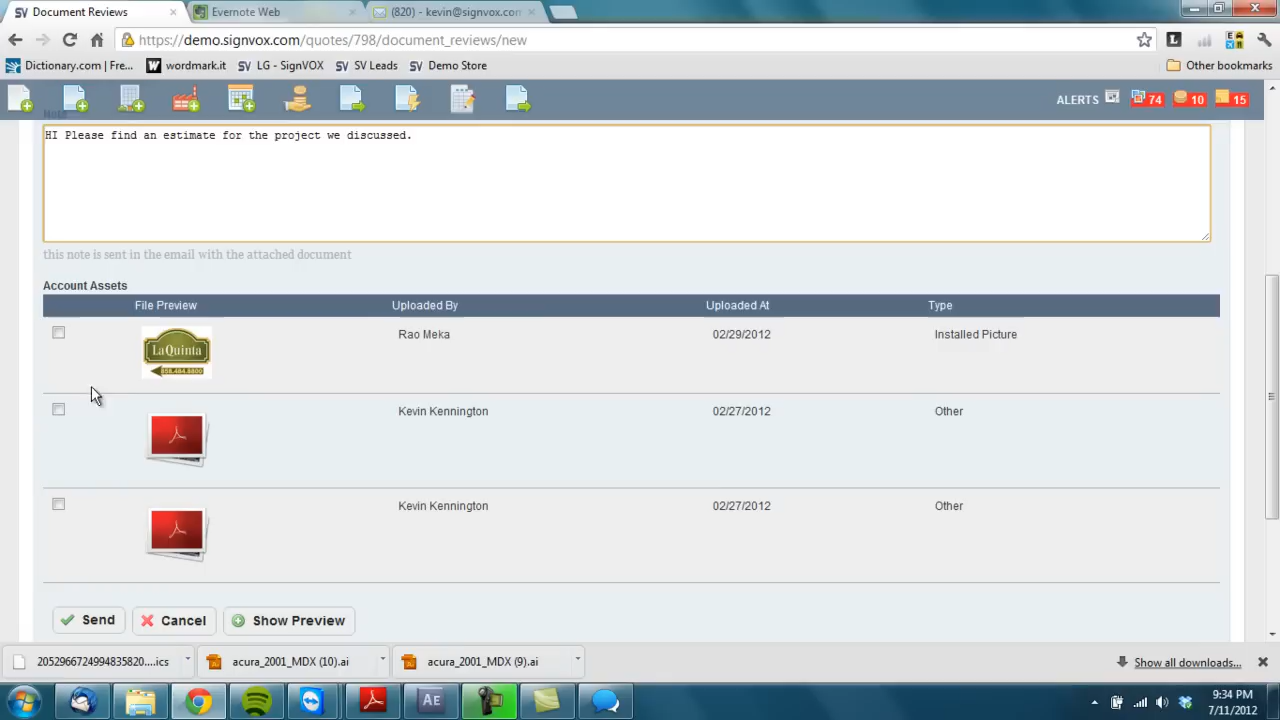 Document Reviews
Evernote Web
(820) - kevin@signvox.com
https://demo.signvox.com/quotes/798/document_reviews/new
Dictionary.com | Fre...
wordmark.it
SV LG - SignVOX
SV SV Leads
SV Demo Store
Other bookmarks
ALERTS 74 10 15
Note
HI Please find an estimate for the project we discussed.
this note is sent in the email with the attached document
Account Assets
File Preview Uploaded By Uploaded At Type
LaQuinta
858.484.8800
Rao Meka 02/29/2012 Installed Picture
Kevin Kennington 02/27/2012 Other
Kevin Kennington 02/27/2012 Other
Send Cancel Show Preview
2052966724994835820....ics
acura_2001_MDX (10).ai
acura_2001_MDX (9).ai
Show all downloads...
9:34 PM
7/11/2012